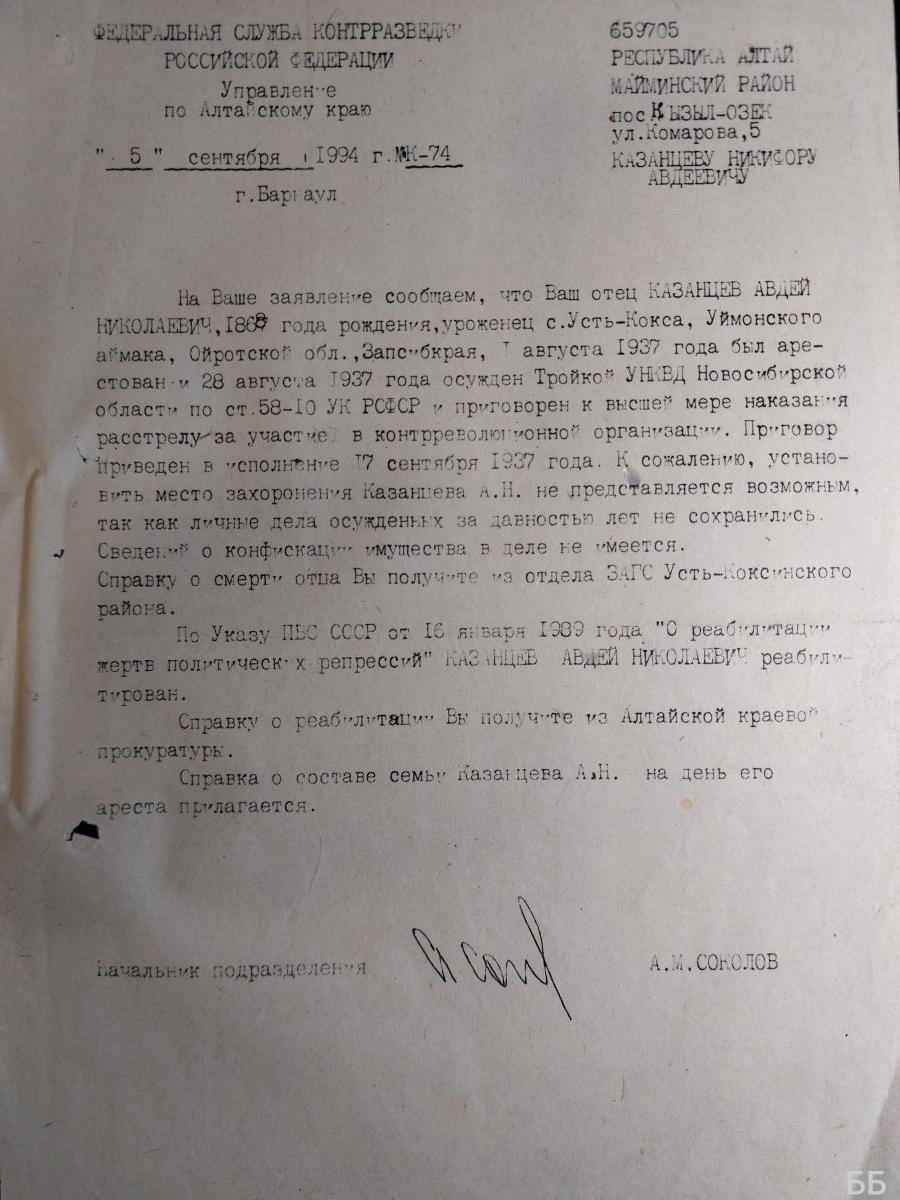 ФЕДЕРАЛЬНАЯ СЛУЖБА КОНТРРАЗВЕДКИ
РОССИЙСКОЙ ФЕДЕРАЦИИ
Управление
по Алтайскому краю
" 5 " сентября 1994 г. №К-74
г.Барнаул
659705
РЕСПУБЛИКА АЛТАЙ
МАЙМИНСКИЙ РАЙОН
пос КЫЗЫЛ-ОЗЕК
ул.Комарова,5
КАЗАНЦЕВУ НИКИФОРУ
АВДЕЕВИЧУ
На Ваше заявление сообщаем, что Ваш отец КАЗАНЦЕВ АВДЕЙ
НИКОЛАЕВИЧ,1868 года рождения,уроженец с.Усть-Кокса, Уймонского
аймака, Ойротской обл.,Запсибкрая, I августа 1937 года был аре-
стован и 28 августа 1937 года осужден Тройкой УНКВД Новосибирской
области по ст.58-10 УК РСФСР и приговорен к высшей мере наказания
расстрелу за участие в контрреволюционной организации. Приговор
приведен в исполнение I7 сентября 1937 года. К сожалению, устано-
вить место захоронения Казанцева А.Н. не представляется возможным,
так как личные дела осужденных за давностью лет не сохранились.
Сведений о конфискации имущества в деле не имеется.
Справку о смерти отца Вы получите из отдела ЗАГС Усть-Коксинского
района.
По Указу ПВС СССР от 16 января 1989 года "О реабилитации
жертв политических репрессий" КАЗАНЦЕВ АВДЕЙ НИКОЛАЕВИЧ реабили-
тирован.
Справку о реабилитации Вы получите из Алтайской краевой
прокуратуры.
Справка о составе семьи Казанцева А.Н. на день его
ареста прилагается.
Начальник подразделения
А.М.СОКОЛОВ
ББ